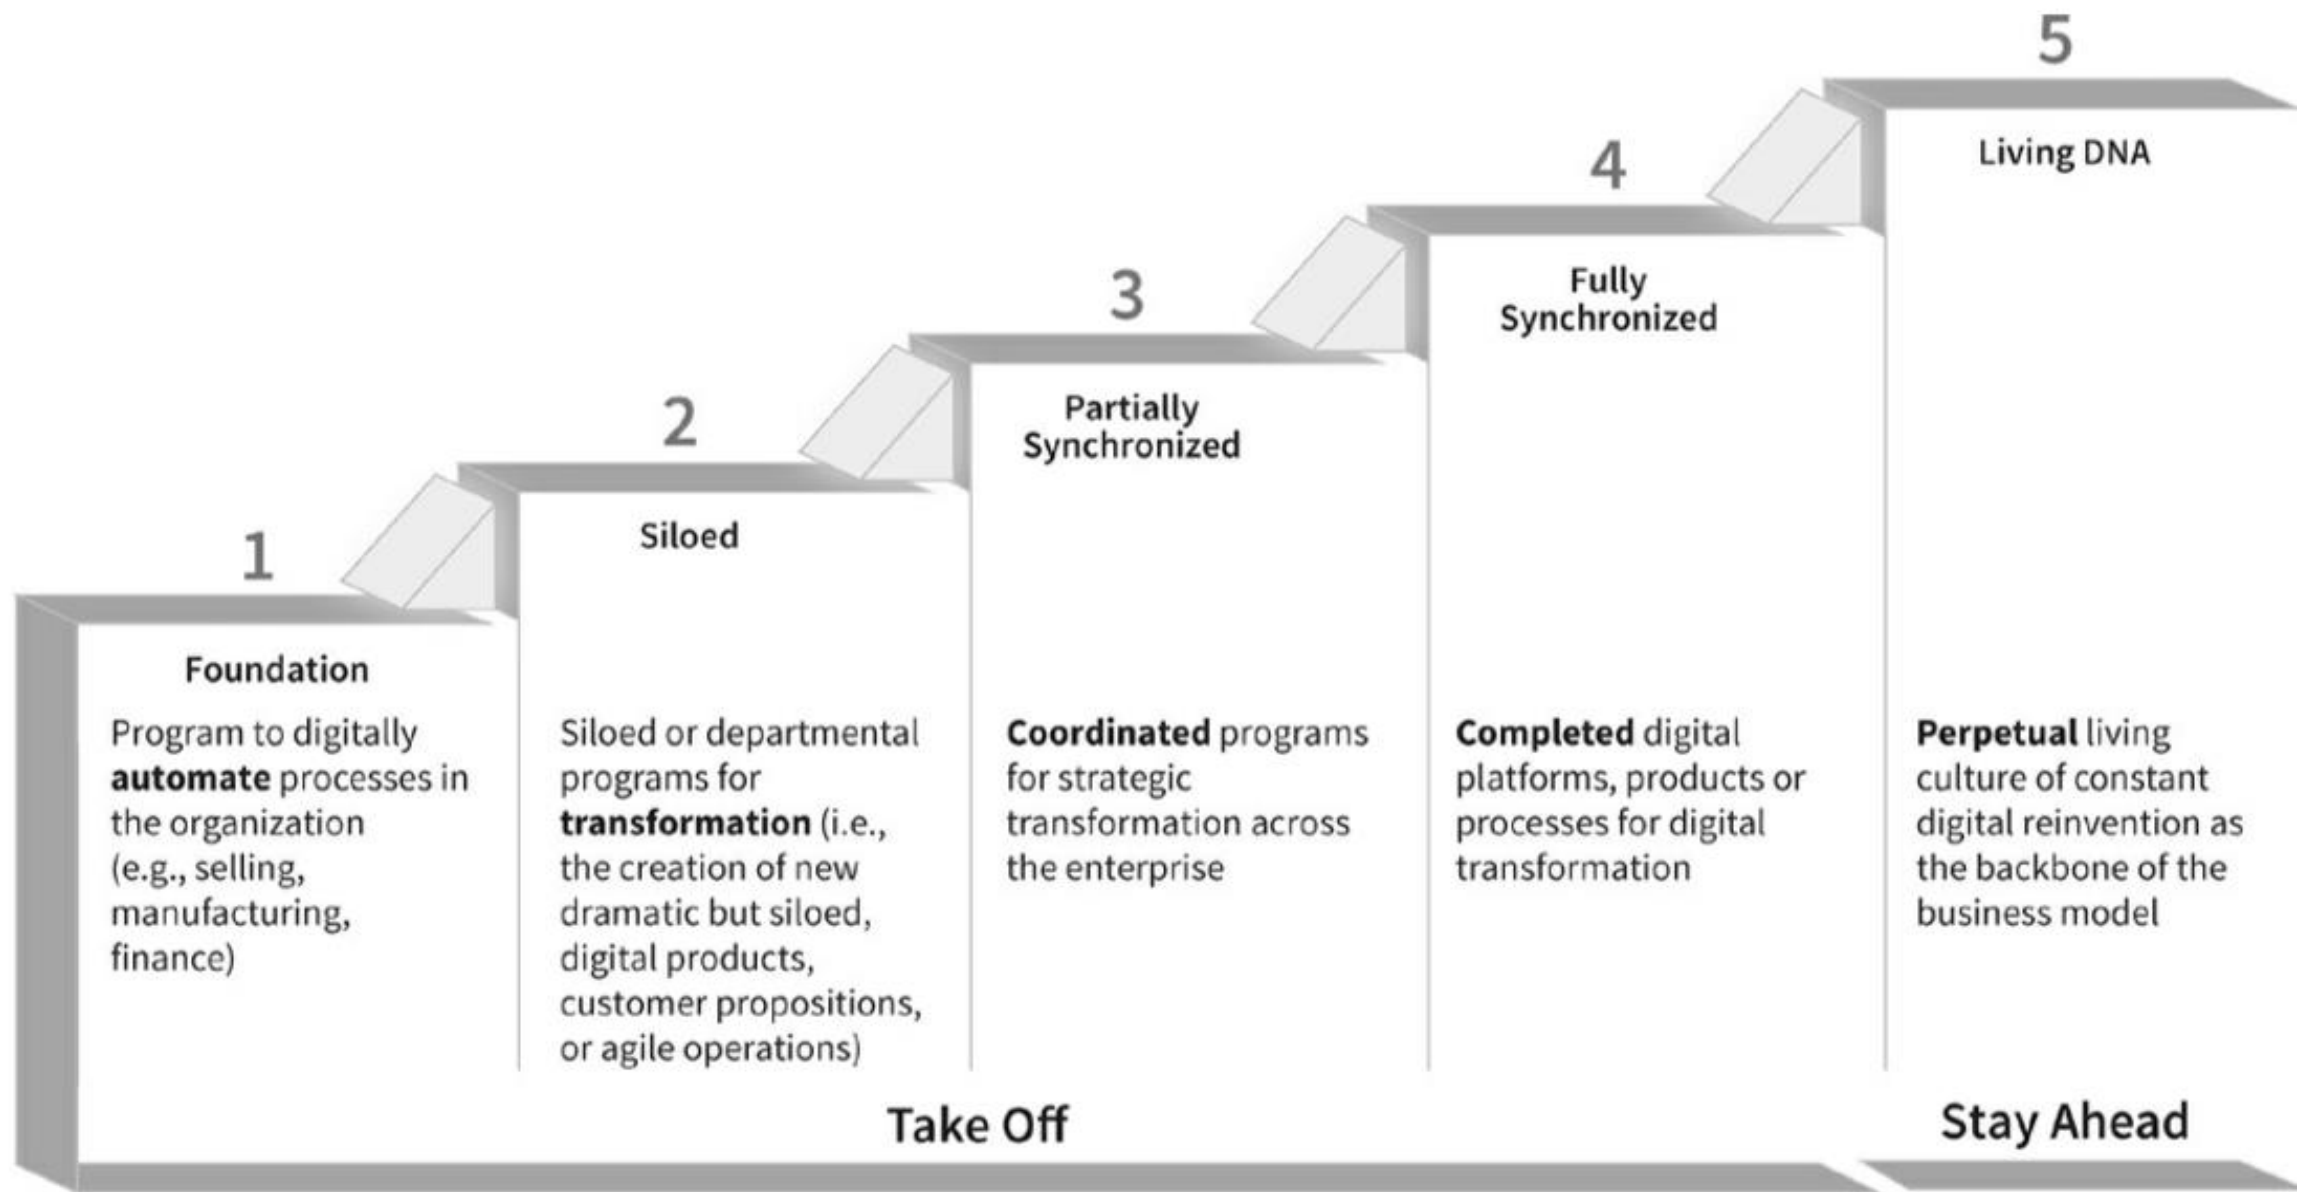 1
Foundation
Program to digitally
automate processes in
the organization
(e.g., selling,
manufacturing,
finance)
2
Siloed
Siloed or departmental
programs for
transformation (i.e.,
the creation of new
dramatic but siloed,
digital products,
customer propositions,
or agile operations)
3
Partially
Synchronized
Coordinated programs
for strategic
transformation across
the enterprise
4
Fully
Synchronized
Completed digital
platforms, products or
processes for digital
transformation
5
Living DNA
Perpetual living
culture of constant
digital reinvention as
the backbone of the
business model
Take Off
Stay Ahead